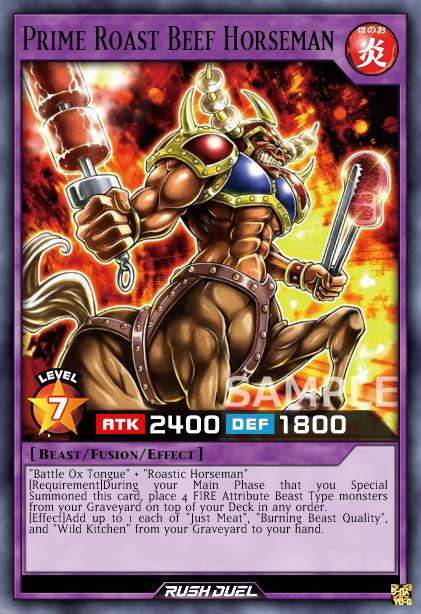 PRIME ROAST BEEF HORSEMAN
ほのお
炎
SAMPLE
LEVEL
7
ATK 2400 DEF 1800
[ BEAST/FUSION/EFFECT ]
"Battle Ox Tongue" + "Roastic Horseman"
[Requirement]During your Main Phase that you Special
Summoned this card, place 4 FIRE Attribute Beast Type monsters
from your Graveyard on top of your Deck in any order.
[Effect]Add up to 1 each of "Just Meat", "Burning Beast Quality",
and "Wild Kitchen" from your Graveyard to your hand.
RUSH DUEL